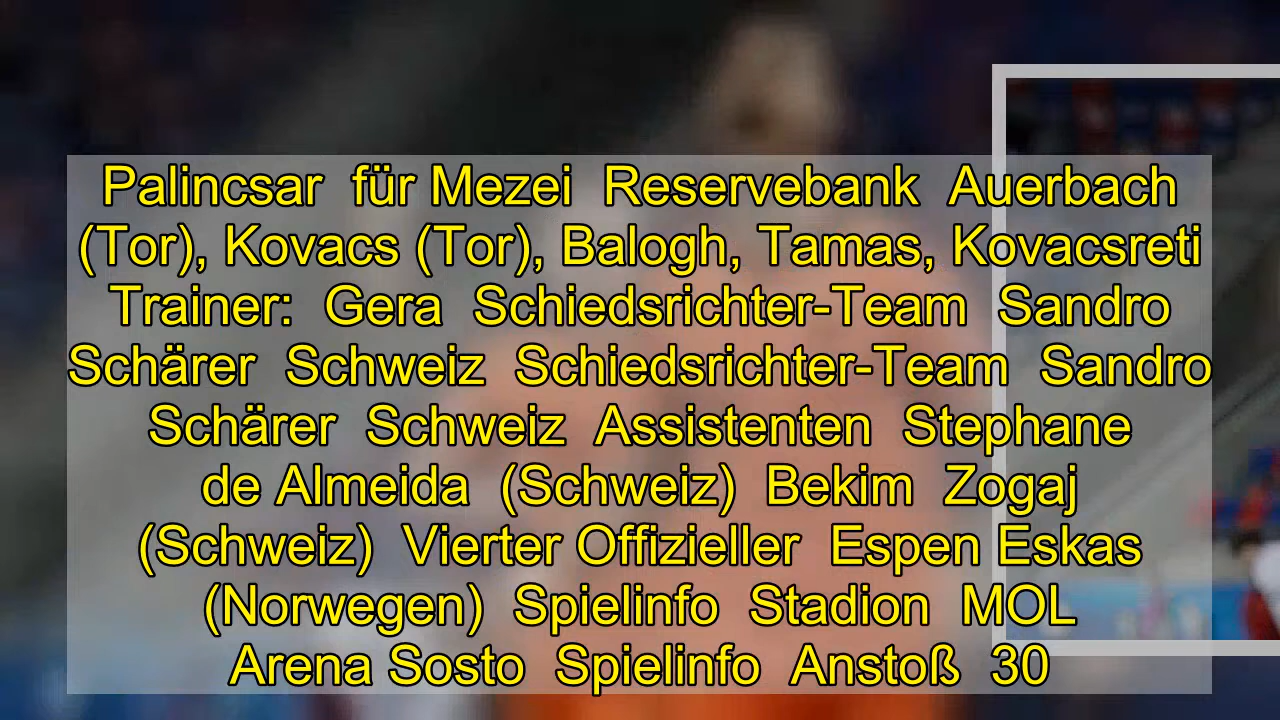 Palincsar für Mezei Reservebank Auerbach
(Tor), Kovacs (Tor), Balogh, Tamas, Kovacsreti
Trainer: Gera Schiedsrichter-Team Sandro
Schärer Schweiz Schiedsrichter-Team Sandro
Schärer Schweiz Assistenten Stephane
de Almeida (Schweiz) Bekim Zogaj
(Schweiz) Vierter Offizieller Espen Eskas
(Norwegen) Spielinfo Stadion MOL
Arena Sosto Spielinfo Anstoß 30